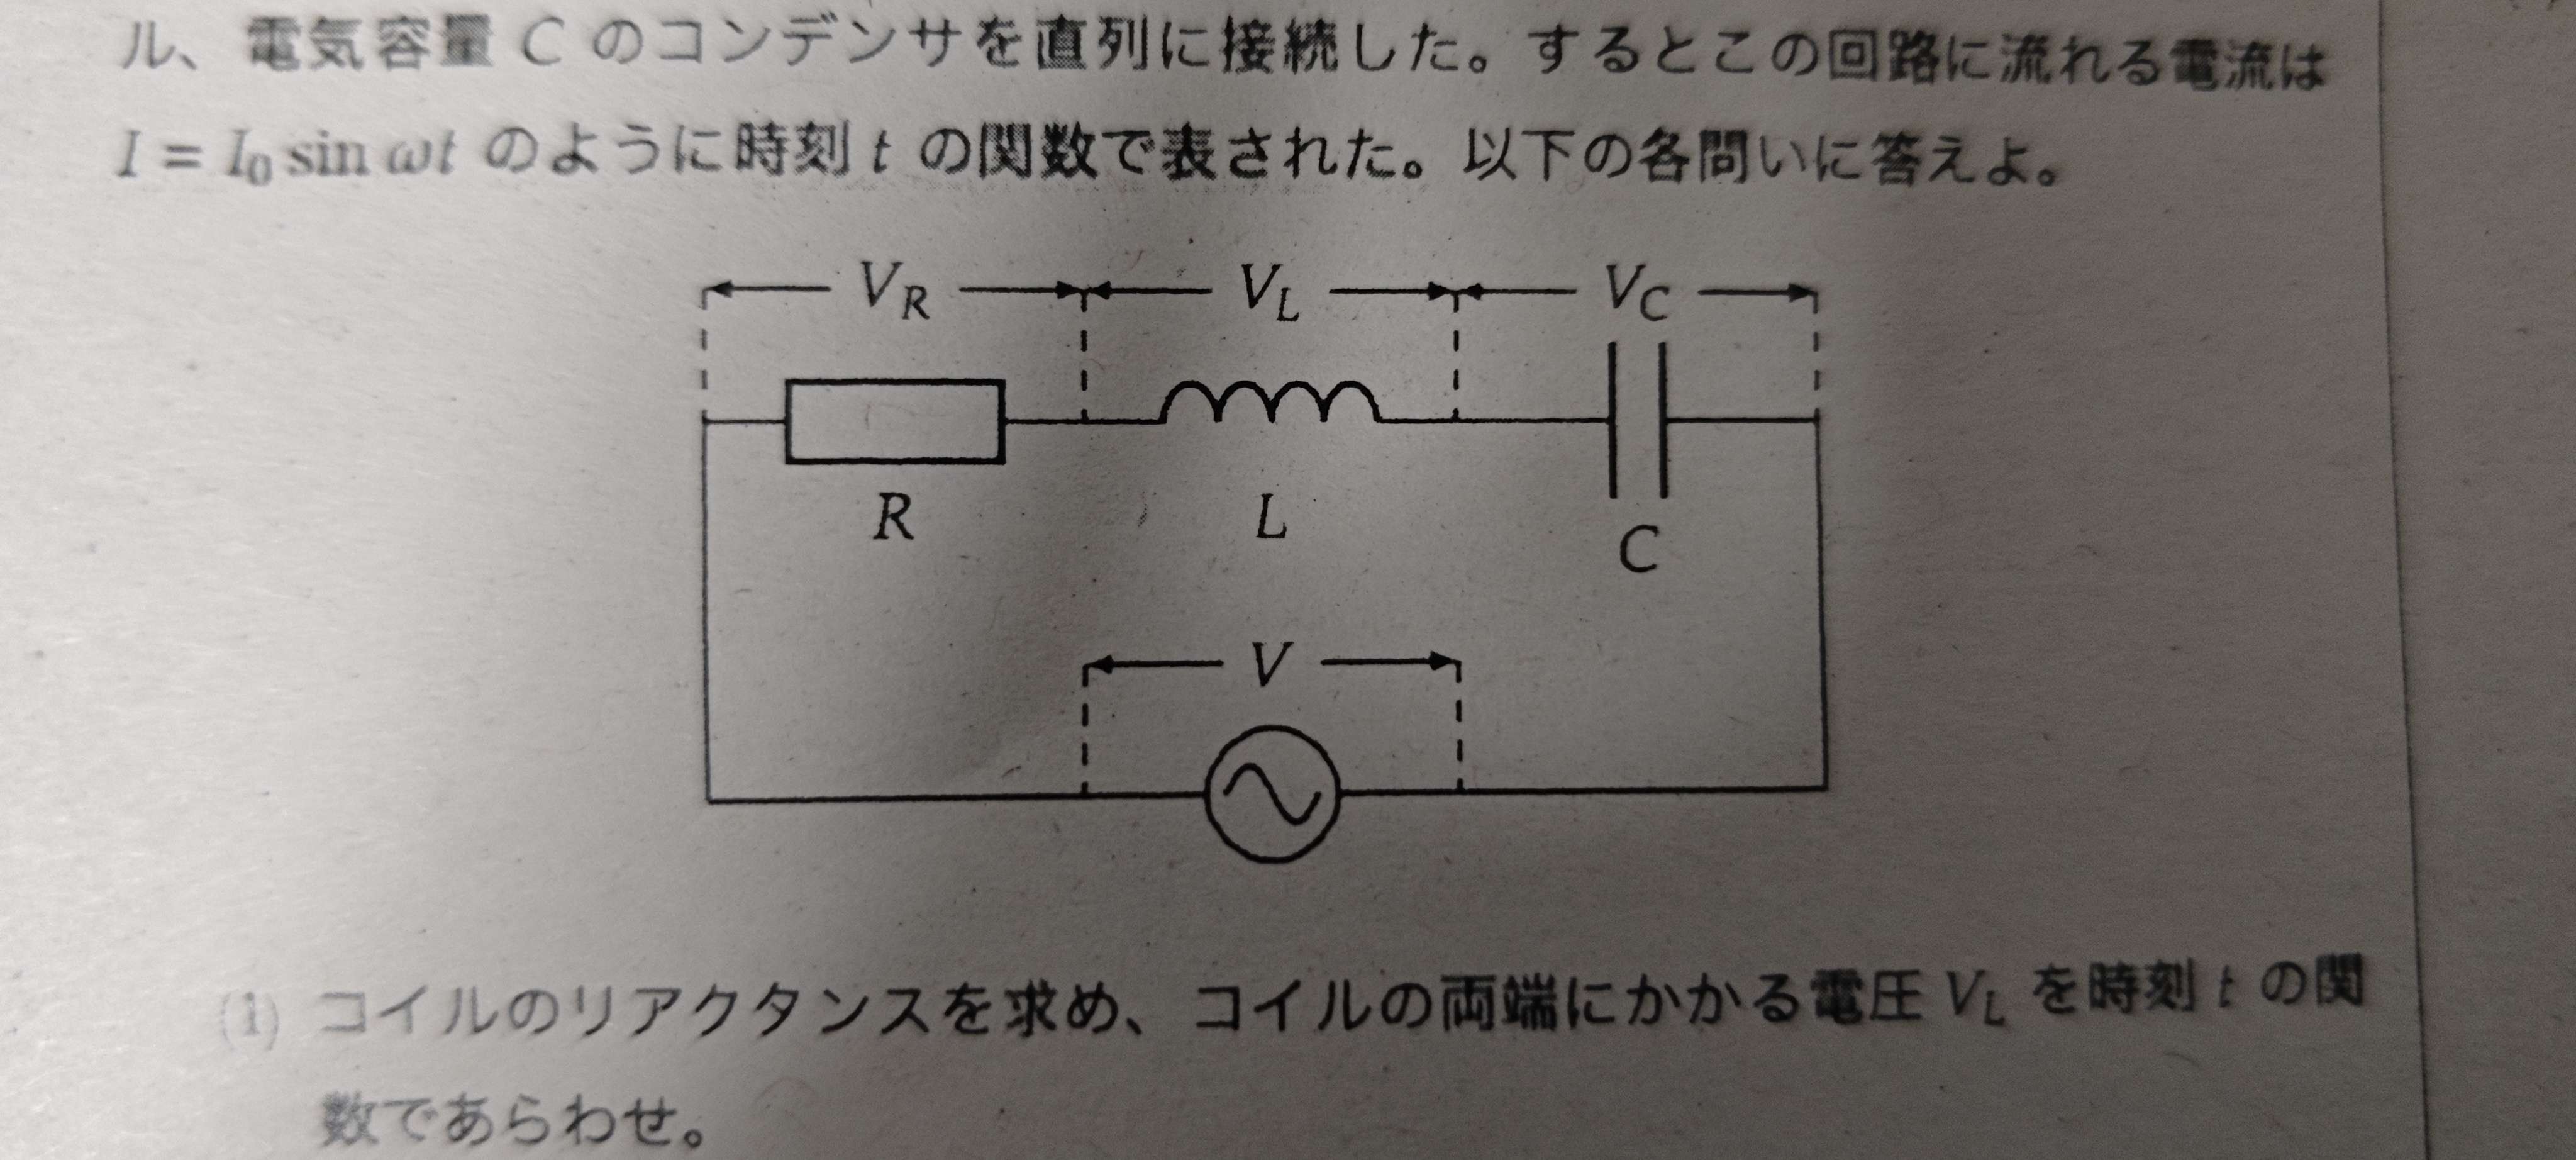 ル、電気容量 C のコンデンサを直列に接続した。するとこの回路に流れる電流は
I = I₀ sin ωt のように時刻 t の関数で表された。以下の各問いに答えよ。
V_R V_L V_C
R L C
V
(1) コイルのリアクタンスを求め、コイルの両端にかかる電圧 V_L を時刻 t の関
数であらわせ。